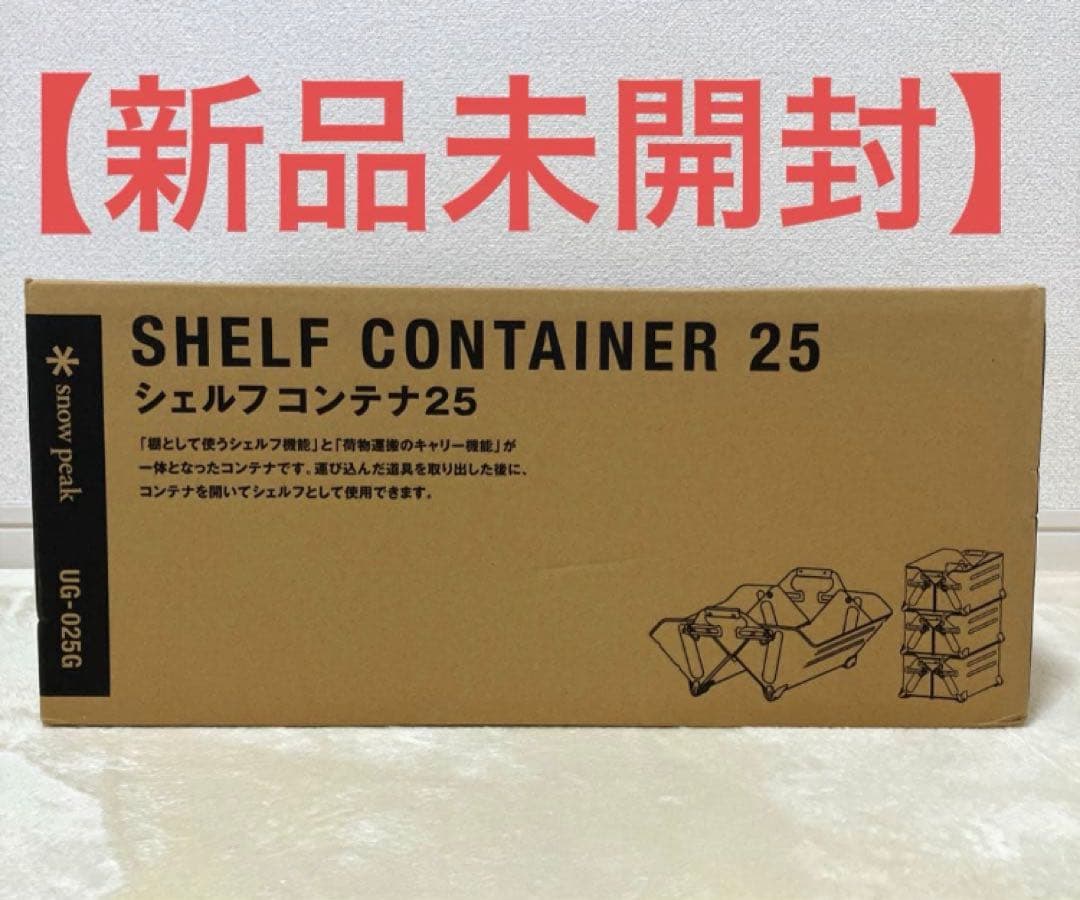 【新品未開封】
SHELF CONTAINER 25
シェルフコンテナ25
「棚として使うシェルフ機能」と「荷物運搬のキャリー機能」が
一体となったコンテナです。運び込んだ道具を取り出した後に、
コンテナを開いてシェルフとして使用できます。
snow peak
UG-025G